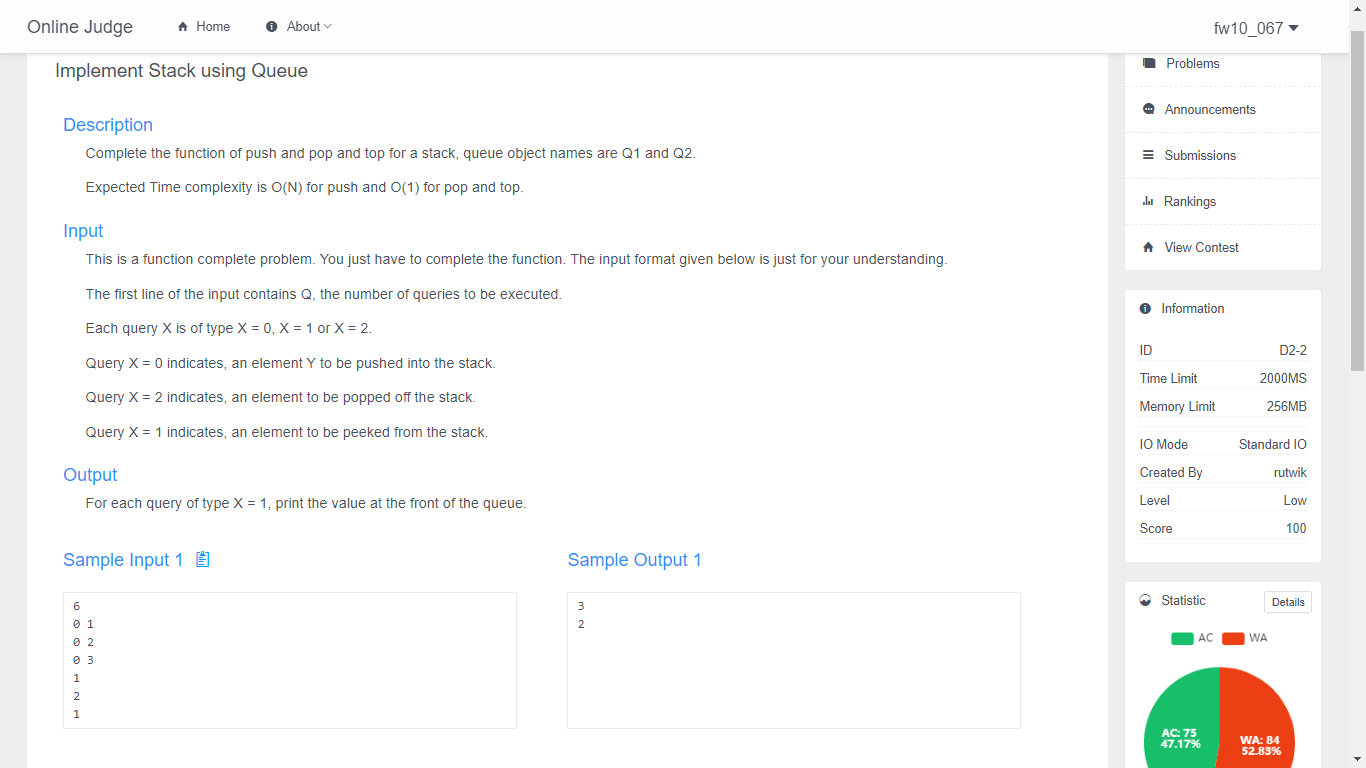 Online Judge
Home
About
fw10_067
Implement Stack using Queue
Description
Complete the function of push and pop and top for a stack, queue object names are Q1 and Q2.
Expected Time complexity is O(N) for push and O(1) for pop and top.
Input
This is a function complete problem. You just have to complete the function. The input format given below is just for your understanding.
The first line of the input contains Q, the number of queries to be executed.
Each query X is of type X = 0, X = 1 or X = 2.
Query X = 0 indicates, an element Y to be pushed into the stack.
Query X = 2 indicates, an element to be popped off the stack.
Query X = 1 indicates, an element to be peeked from the stack.
Output
For each query of type X = 1, print the value at the front of the queue.
Sample Input 1
6
0 1
0 2
0 3
1
2
1
Sample Output 1
3
2
Problems
Announcements
Submissions
Rankings
View Contest
Information
ID D2-2
Time Limit 2000MS
Memory Limit 256MB
IO Mode Standard IO
Created By rutwik
Level Low
Score 100
Statistic Details
AC WA
AC: 75
47.17%
WA: 84
52.83%